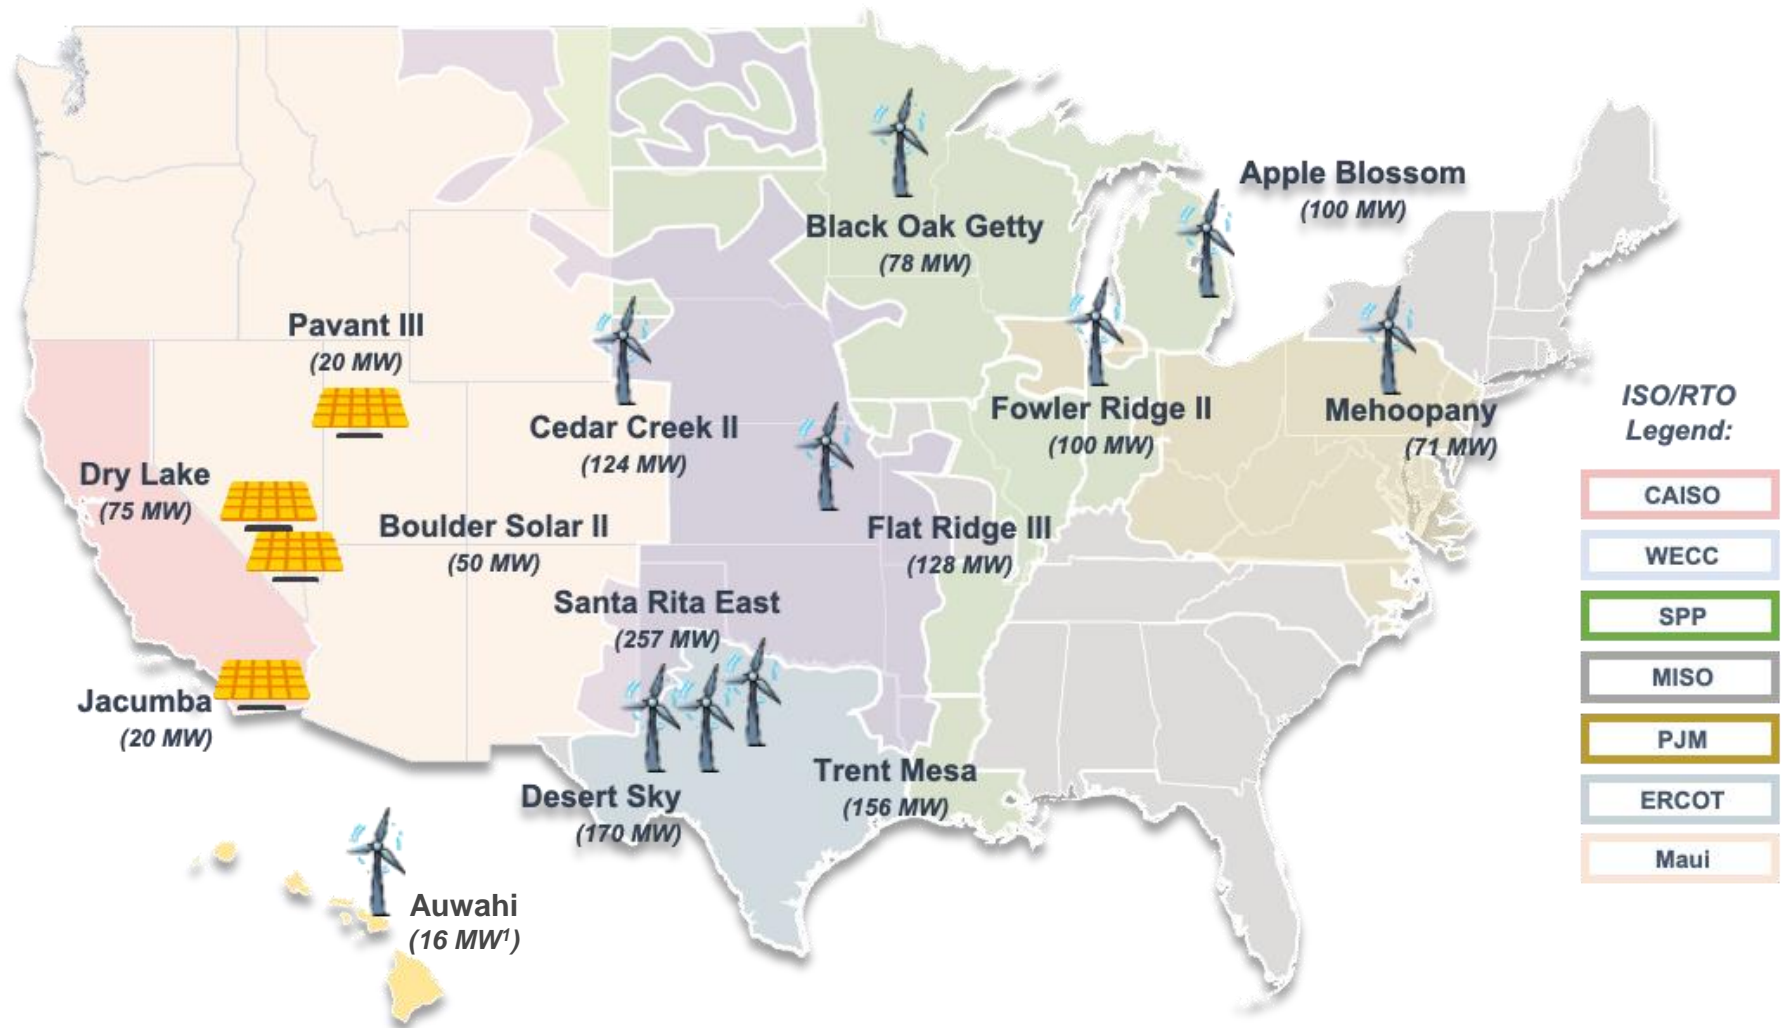 Apple Blossom
(100 MW)
Black Oak Getty
(78 MW)
Pavant III
(20 MW)
Cedar Creek II
(124 MW)
Fowler Ridge II
(100 MW)
Mehoopany
(71 MW)
Dry Lake
(75 MW)
Boulder Solar II
(50 MW)
Flat Ridge III
(128 MW)
Santa Rita East
(257 MW)
Jacumba
(20 MW)
Desert Sky
(170 MW)
Trent Mesa
(156 MW)
Auwahi
(16 MW¹)
ISO/RTO
Legend:
CAISO
WECC
SPP
MISO
PJM
ERCOT
Maui